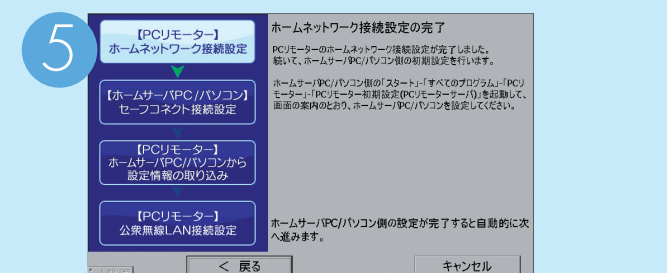 5
【PCリモーター】
ホームネットワーク接続設定
【ホームサーバPC/パソコン】
セーフコネクト接続設定
【PCリモーター】
ホームサーバPC/パソコンから
設定情報の取り込み
【PCリモーター】
公衆無線LAN接続設定
ホームネットワーク接続設定の完了
PCリモーターのホームネットワーク接続設定が完了しました。
続いて、ホームサーバPC/パソコン側の初期設定を行います。
ホームサーバPC/パソコン側の「スタート」-「すべてのプログラム」-「PCリ
モーター」-「PCリモーター初期設定(PCリモーターサーバ)」を起動して、
画面の案内のとおり、ホームサーバPC/パソコンを設定してください。
ホームサーバPC/パソコン側の設定が完了すると自動的に次
へ進みます。
< 戻る
キャンセル